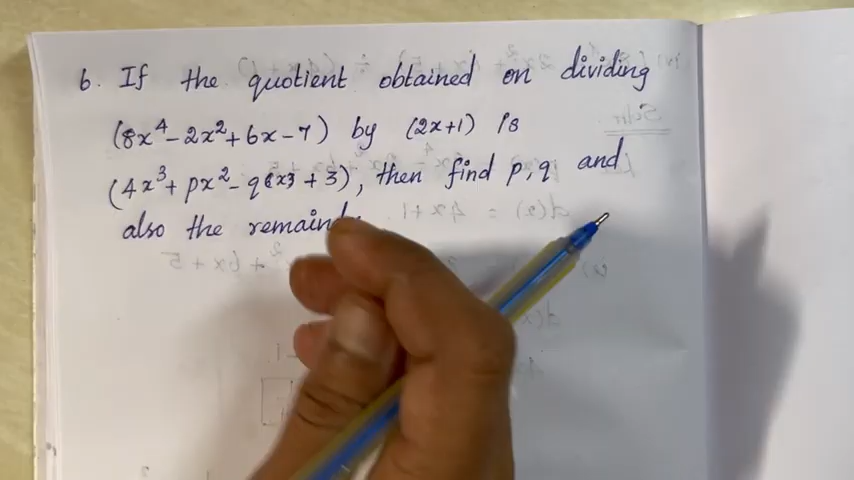 6. If the quotient obtained on dividing
(8x⁴-2x²+6x-7) by (2x+1) is
(4x³+px²-qx+3), then find p,q and
also the